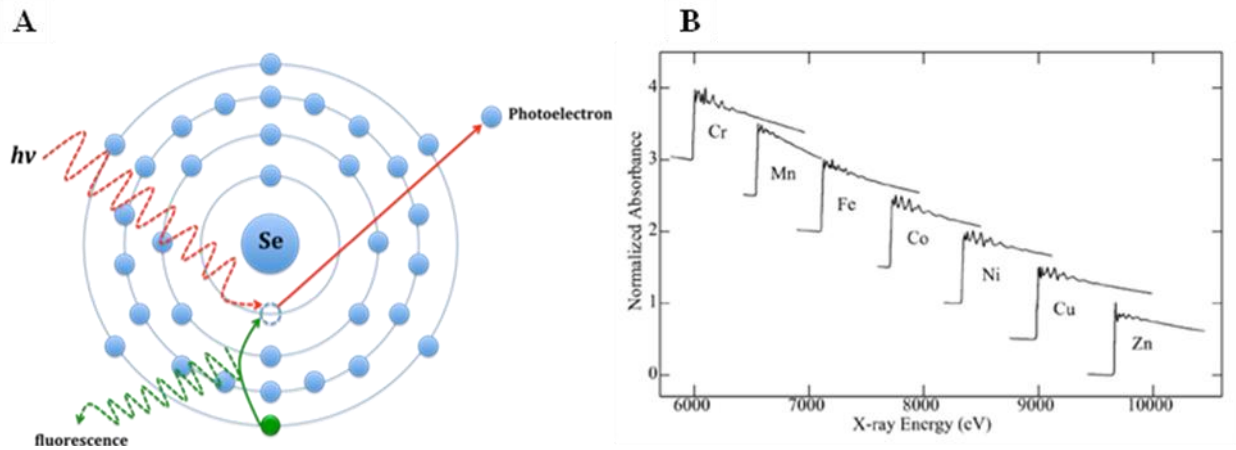 A
hν
Se
Photoelectron
fluorescence
B
Normalized Absorbance
4
3
2
1
0
Cr
Mn
Fe
Co
Ni
Cu
Zn
6000 7000 8000 9000 10000
X-ray Energy (eV)